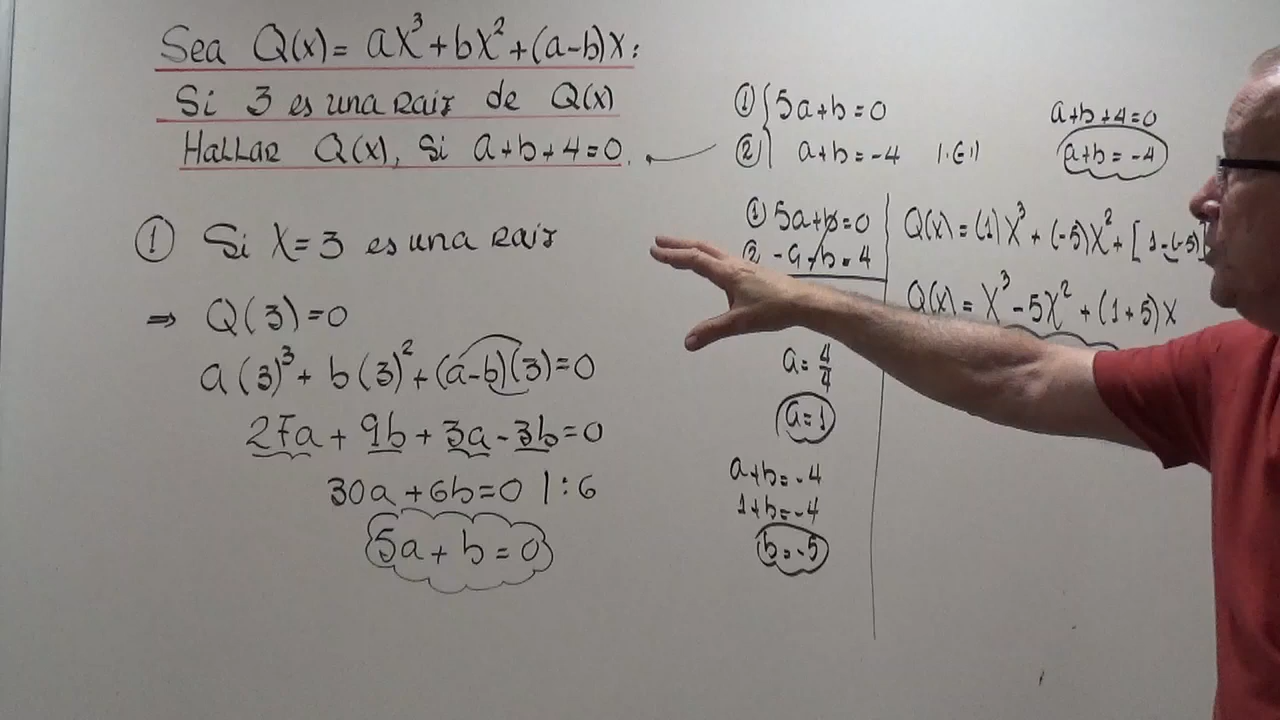 Sea Q(x)= ax³+bx²+(a-b)x:
Si 3 es una raiz de Q(x)
Hallar Q(x), Si a+b+4=0.
① Si x=3 es una raiz
⇒ Q(3)=0
a(3)³+ b(3)²+(a-b)(3)=0
27a + 9b + 3a - 3b=0
30a+6b=0 |:6
5a+b=0
① 5a+b=0
② a+b=-4 |·(-1)
① 5a+b=0
② -a-b=4
a=4/4
a=1
a+b=-4
1+b=-4
b=-5
a+b+4=0
a+b=-4
Q(x)=(1)x³+(-5)x²+[1-(-5)]
Q(x)= x³-5x²+(1+5)x